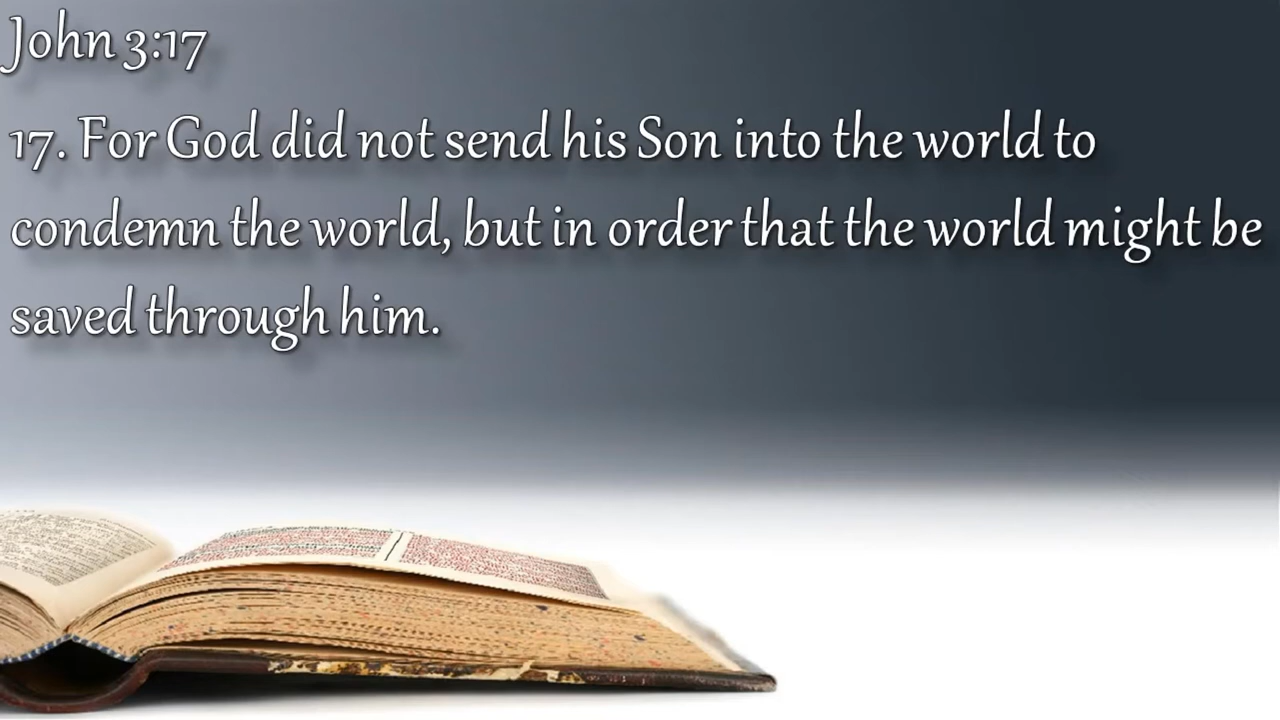 John 3:17
17. For God did not send his Son into the world to
condemn the world, but in order that the world might be
saved through him.